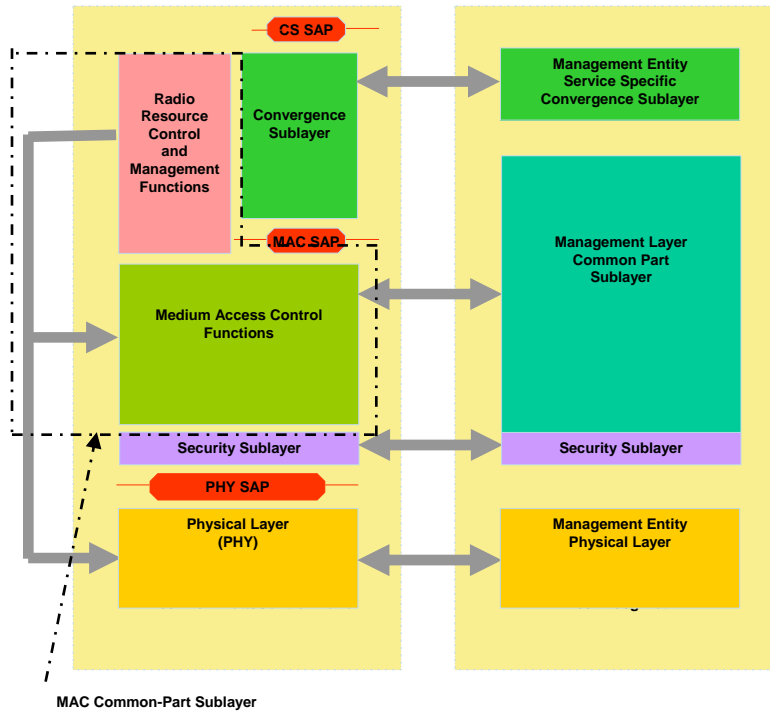 CS SAP
Radio
Resource
Control
and
Management
Functions
Convergence
Sublayer
Management Entity
Service Specific
Convergence Sublayer
MAC SAP
Management Layer
Common Part
Sublayer
Medium Access Control
Functions
Security Sublayer
Security Sublayer
PHY SAP
Physical Layer
(PHY)
Management Entity
Physical Layer
MAC Common-Part Sublayer